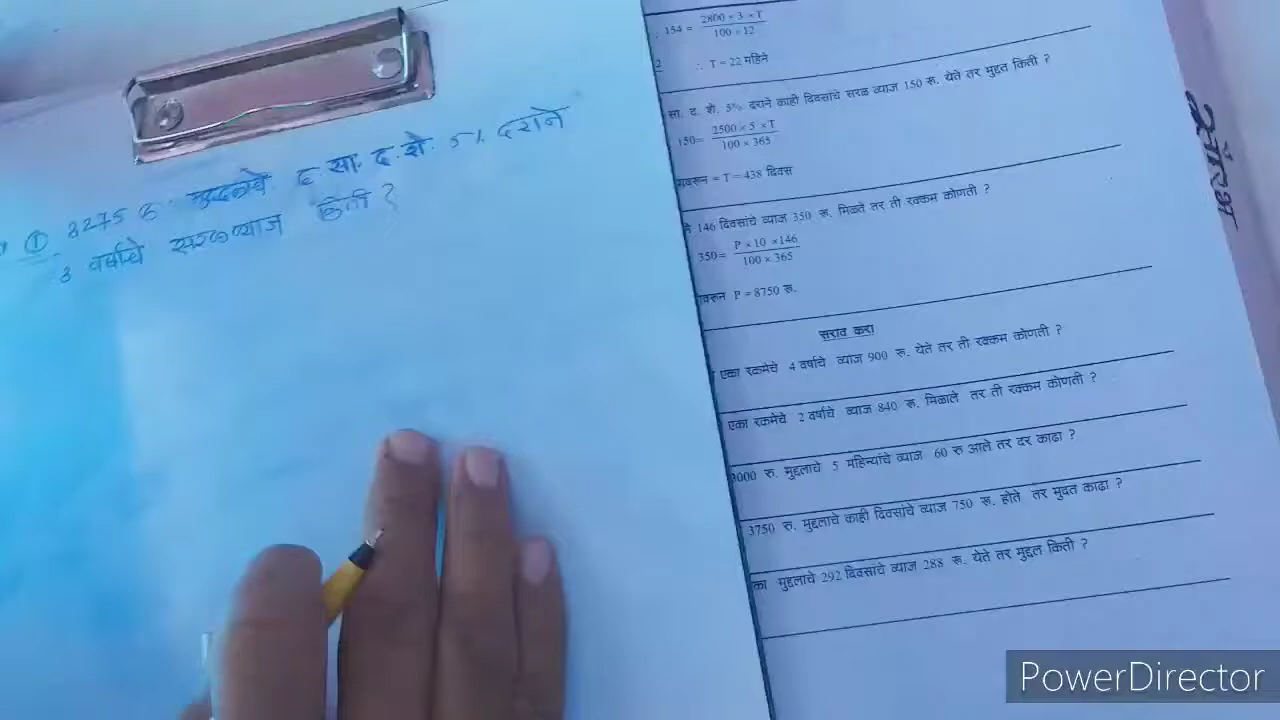 ① 3275 रु. मुद्दलाचे द.सा.द.शे. 5% दराने
3 वर्षाचे सरळव्याज किती?
154 = 2800 × 3 × T
100 × 12
2 ∴ T = 22 महिने
सा. द. शे. 5% दराने काही दिवसांचे सरळ व्याज 150 रू. येते तर मुद्दत किती ?
150= 2500 × 5 × T
100 × 365
T = 438 दिवस
146 दिवसांचे व्याज 350 रू. मिळते तर ती रक्कम कोणती ?
350= P × 10 × 146
100 × 365
P = 8750 रू.
सराव करा
एका रकमेचे 4 वर्षाचे व्याज 900 रू. येते तर ती रक्कम कोणती ?
एका रकमेचे 2 वर्षाचे व्याज 840 रू. मिळाले तर ती रक्कम कोणती ?
3000 रु. मुद्दलाचे 5 महिन्यांचे व्याज 60 रू आले तर दर काढा ?
3750 रु. मुद्दलाचे काही दिवसांचे व्याज 750 रू. होते तर मुदत काढा ?
का मुद्दलाचे 292 दिवसांचे व्याज 288 रू. येते तर मुद्दल किती ?
PowerDirector